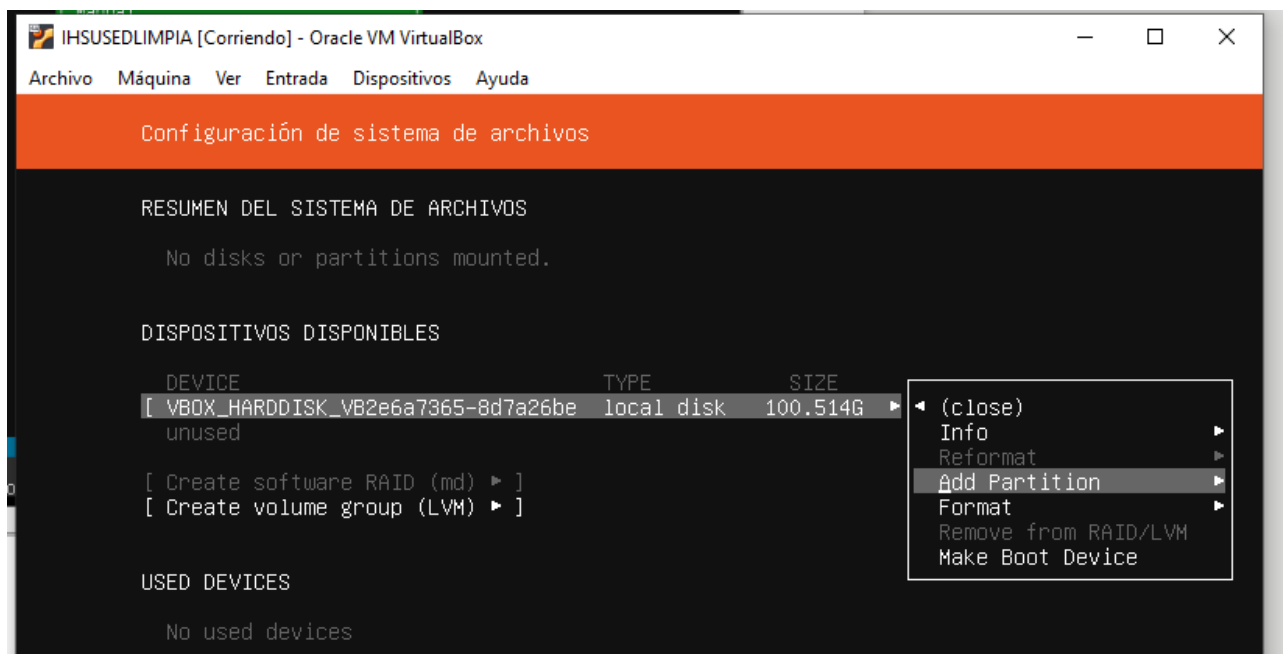 IHSUSEDLIMPIA [Corriendo] - Oracle VM VirtualBox
Archivo Máquina Ver Entrada Dispositivos Ayuda
Configuración de sistema de archivos
RESUMEN DEL SISTEMA DE ARCHIVOS
No disks or partitions mounted.
DISPOSITIVOS DISPONIBLES
DEVICE TYPE SIZE
[ VBOX_HARDDISK_VB2e6a7365-8d7a26be local disk 100.514G ▸
unused
[ Create software RAID (md) ▸ ]
[ Create volume group (LVM) ▸ ]
◂ (close)
Info ▸
Reformat ▸
Add Partition ▸
Format ▸
Remove from RAID/LVM
Make Boot Device
USED DEVICES
No used devices